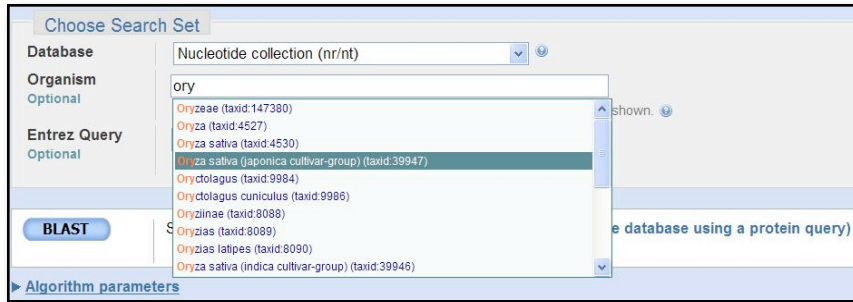 Choose Search Set
Database
Nucleotide collection (nr/nt)
Organism
Optional
ory
Oryzeae (taxid:147380)
shown.
Oryza (taxid:4527)
Entrez Query
Optional
Oryza sativa (taxid:4530)
Oryza sativa (japonica cultivar-group) (taxid:39947)
Oryctolagus (taxid:9984)
Oryctolagus cuniculus (taxid:9986)
Oryziinae (taxid:8088)
BLAST
S
e database using a protein query)
Oryzias (taxid:8089)
Oryzias latipes (taxid:8090)
Oryza sativa (indica cultivar-group) (taxid:39946)
Algorithm parameters